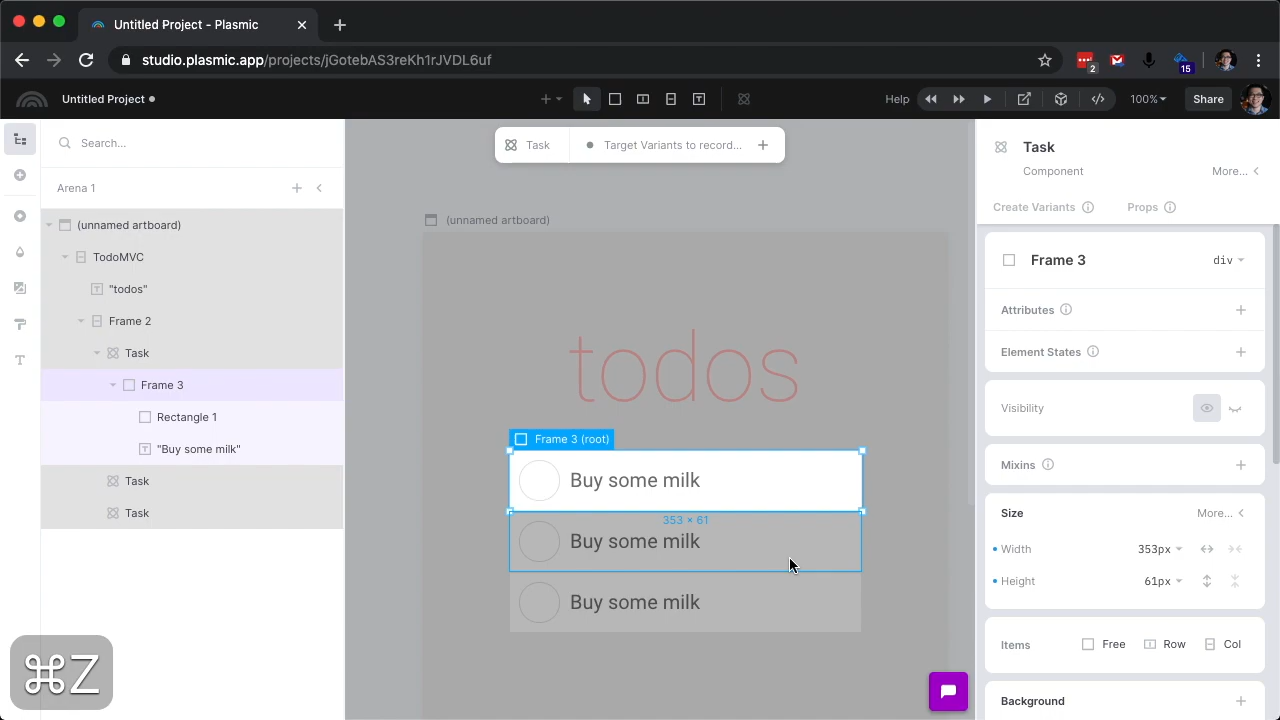 Untitled Project - Plasmic
studio.plasmic.app/projects/jGotebAS3reKh1rJVDL6uf
2
15
Untitled Project
Help
100%
Share
Search...
Task
Target Variants to record...
Task
Component
More...
Arena 1
Create Variants
Props
(unnamed artboard)
(unnamed artboard)
TodoMVC
"todos"
Frame 2
Task
Frame 3
Rectangle 1
"Buy some milk"
Task
Task
todos
Frame 3 (root)
Buy some milk
353 × 61
Buy some milk
Buy some milk
Frame 3
div
Attributes
Element States
Visibility
Mixins
Size
More...
Width
353px
Height
61px
Items
Free
Row
Col
Background
⌘Z